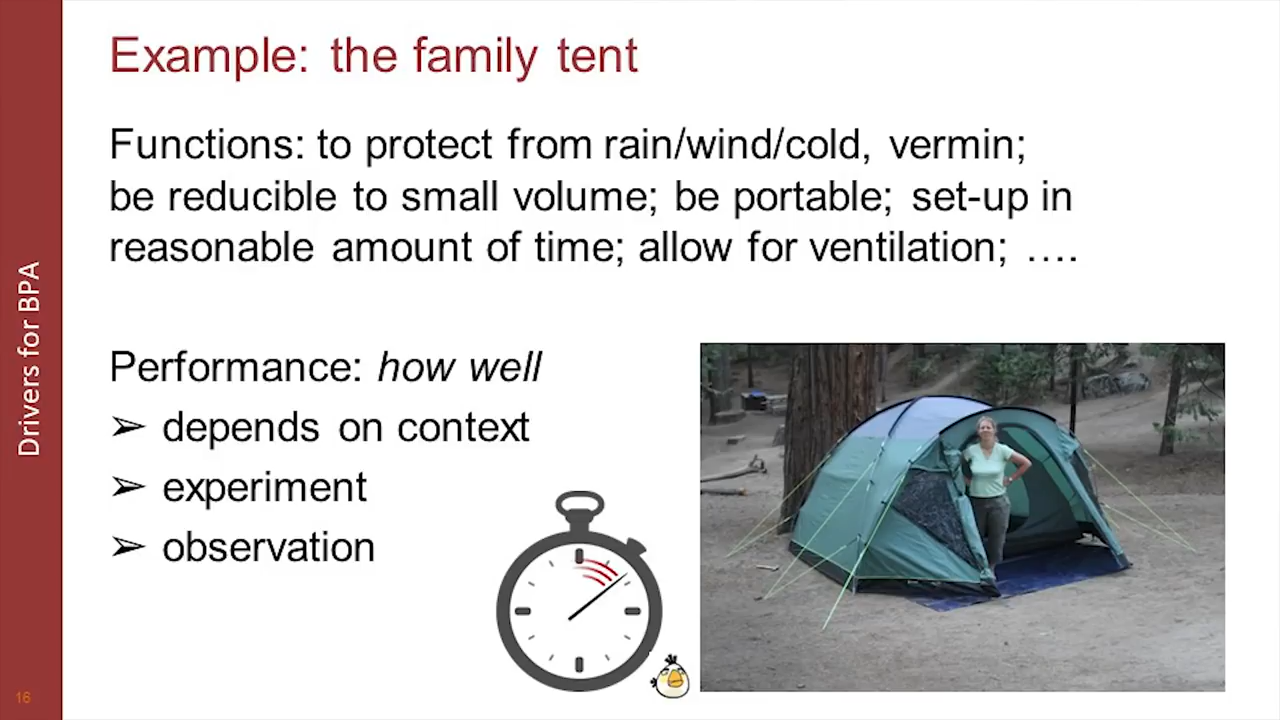 Example: the family tent
Functions: to protect from rain/wind/cold, vermin;
be reducible to small volume; be portable; set-up in
reasonable amount of time; allow for ventilation; ….
Drivers for BPA
Performance: how well
➢ depends on context
➢ experiment
➢ observation
16